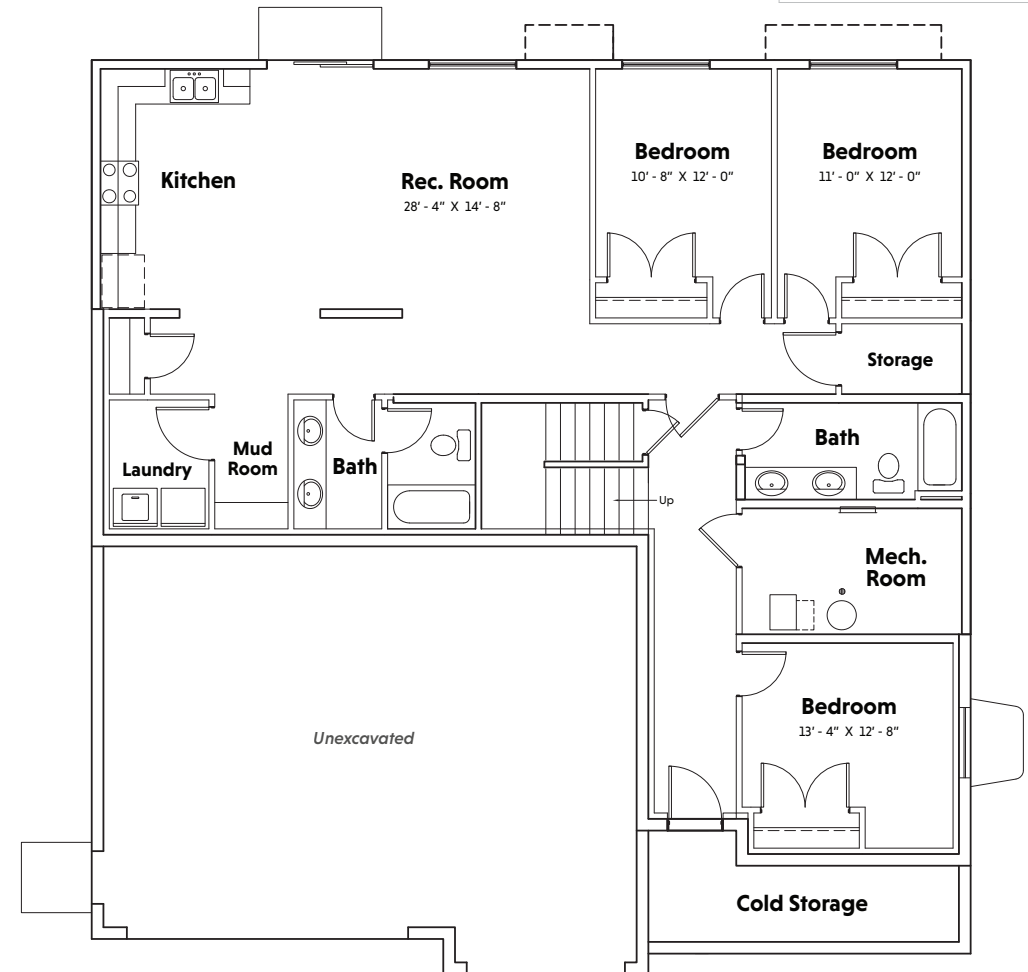 Kitchen
Rec. Room
28' - 4" X 14' - 8"
Bedroom
10' - 8" X 12' - 0"
Bedroom
11' - 0" X 12' - 0"
Storage
Laundry
Mud
Room
Bath
Up
Bath
Mech.
Room
Bedroom
13' - 4" X 12' - 8"
Unexcavated
Cold Storage